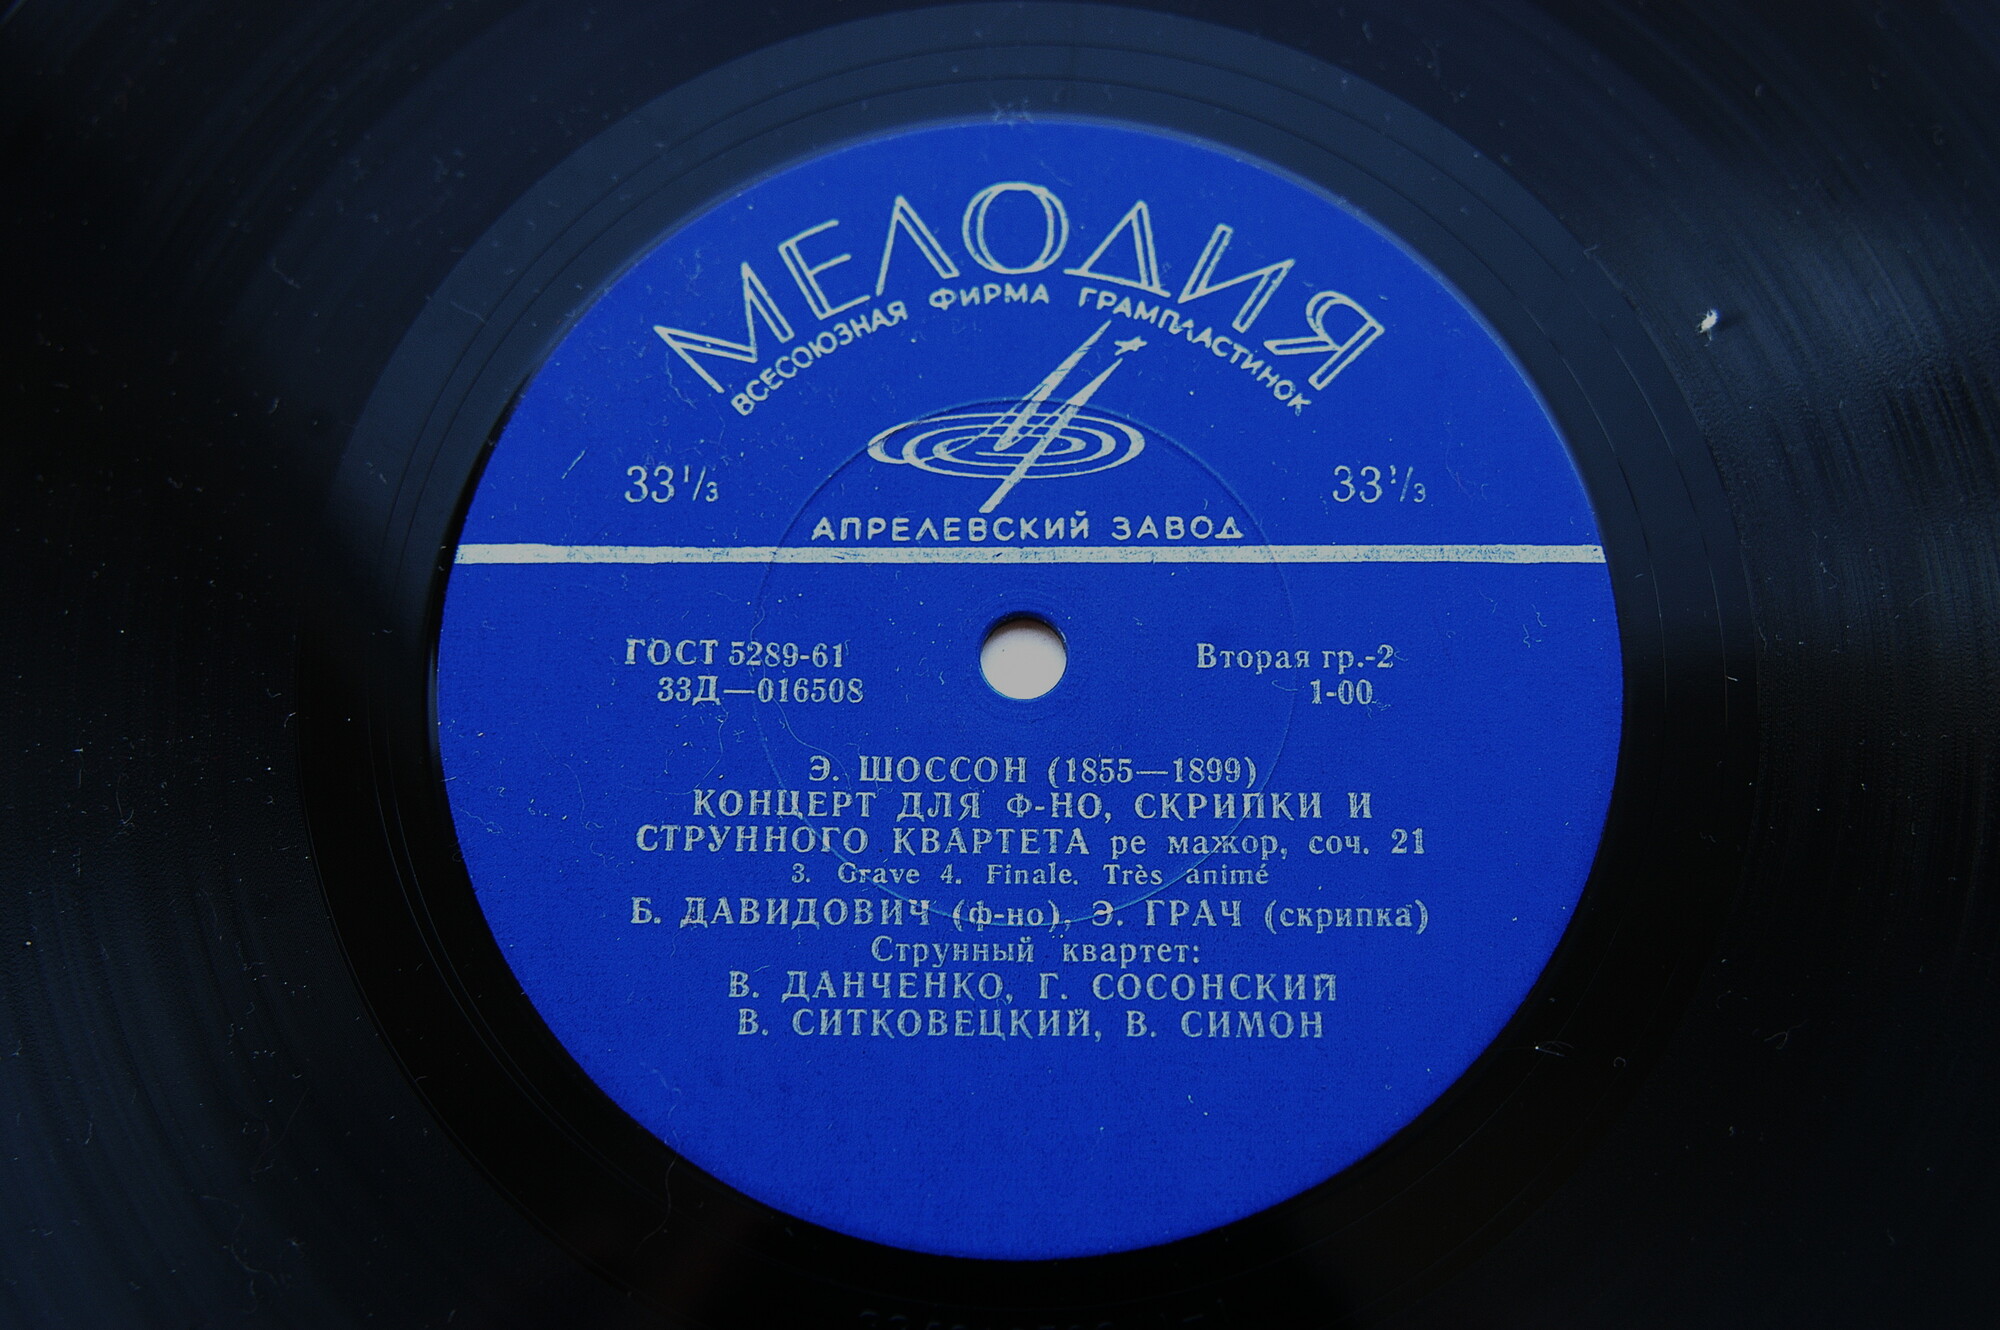 МЕЛОДИЯ
ВСЕСОЮЗНАЯ ФИРМА ГРАМПЛАСТИНОК
33⅓ 33⅓
АПРЕЛЕВСКИЙ ЗАВОД
ГОСТ 5289-61 Вторая гр.-2
33Д—016508 1-00
Э. ШОССОН (1855—1899)
КОНЦЕРТ ДЛЯ Ф-НО, СКРИПКИ И
СТРУННОГО КВАРТЕТА ре мажор, соч. 21
3. Grave 4. Finale. Très animé
Б. ДАВИДОВИЧ (ф-но), Э. ГРАЧ (скрипка)
Струнный квартет:
В. ДАНЧЕНКО, Г. СОСОНСКИЙ
В. СИТКОВЕЦКИЙ, В. СИМОН